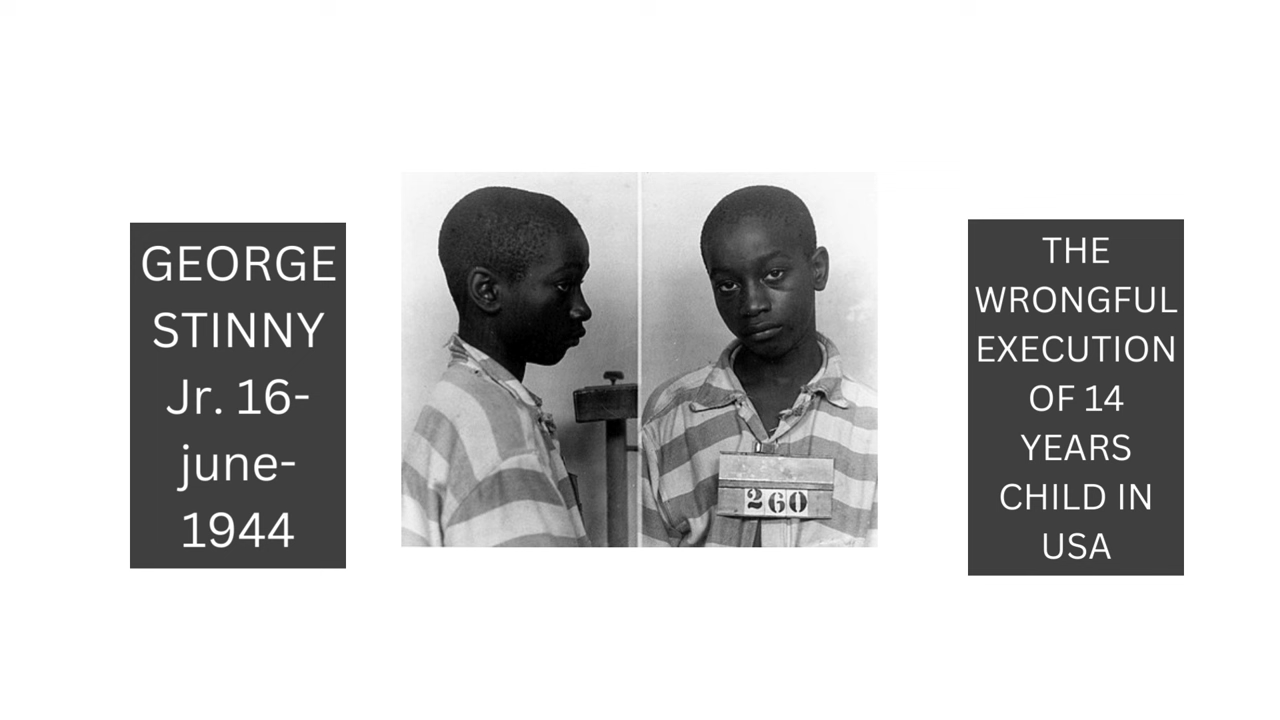 GEORGE
STINNY
Jr. 16-
june-
1944
260
THE
WRONGFUL
EXECUTION
OF 14
YEARS
CHILD IN
USA